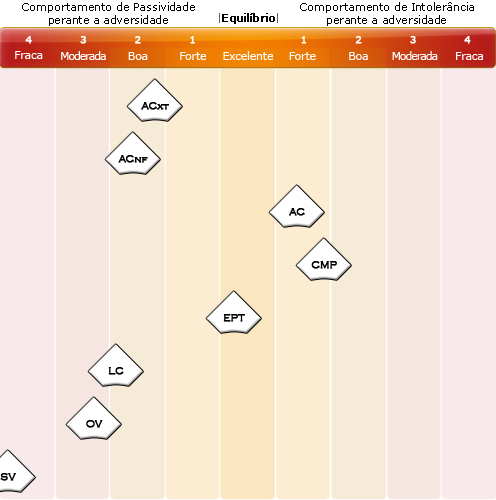 Comportamento de Passividade
perante a adversidade
|Equilíbrio|
Comportamento de Intolerância
perante a adversidade
4 3 2 1 1 2 3 4
Fraca Moderada Boa Forte Excelente Forte Boa Moderada Fraca
ACXT
ACNF
AC
CMP
EPT
LC
OV
SV